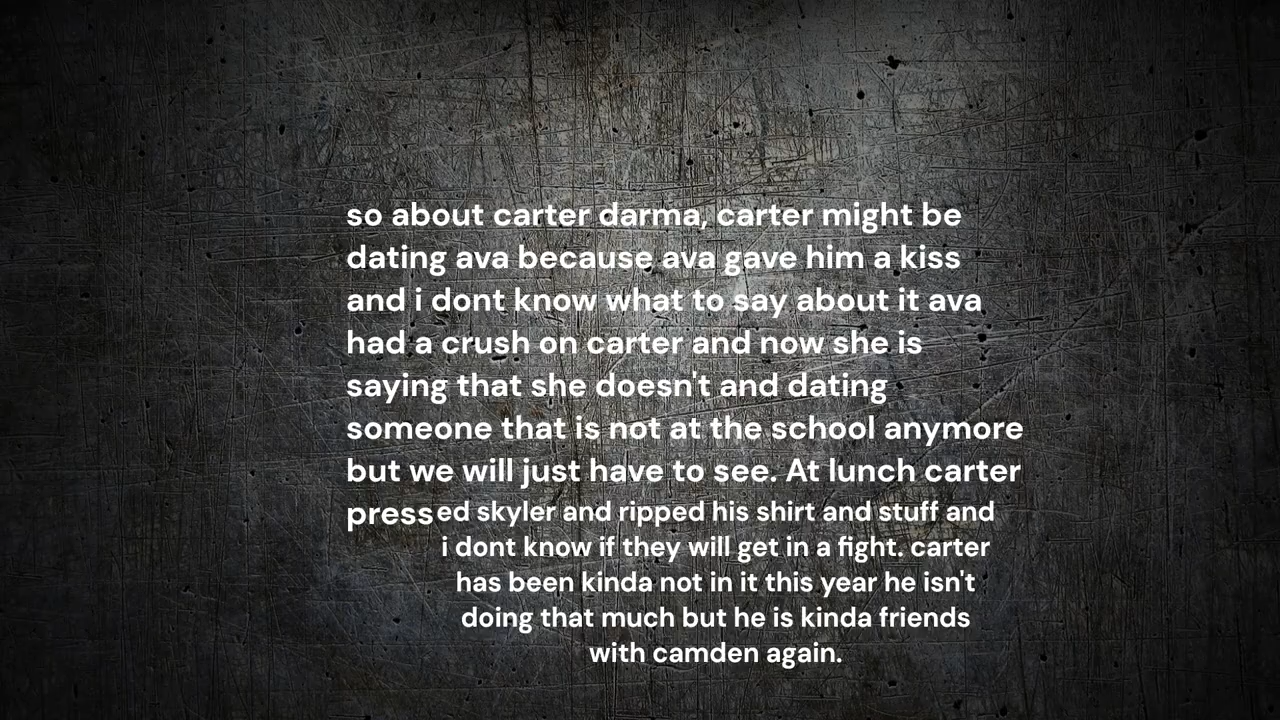 so about carter darma, carter might be
dating ava because ava gave him a kiss
and i dont know what to say about it ava
had a crush on carter and now she is
saying that she doesn't and dating
someone that is not at the school anymore
but we will just have to see. At lunch carter
pressed skyler and ripped his shirt and stuff and
i dont know if they will get in a fight. carter
has been kinda not in it this year he isn't
doing that much but he is kinda friends
with camden again.